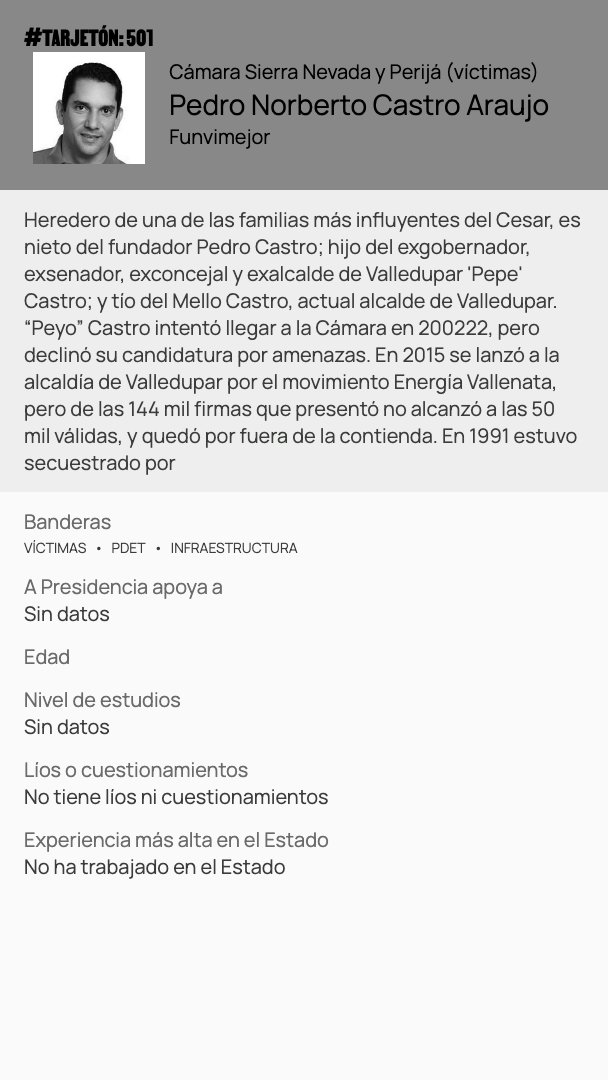 #TARJETÓN: 501
Cámara Sierra Nevada y Perijá (víctimas)
Pedro Norberto Castro Araujo
Funvimejor
Heredero de una de las familias más influyentes del Cesar, es
nieto del fundador Pedro Castro; hijo del exgobernador,
exsenador, exconcejal y exalcalde de Valledupar 'Pepe'
Castro; y tío del Mello Castro, actual alcalde de Valledupar.
“Peyo” Castro intentó llegar a la Cámara en 200222, pero
declinó su candidatura por amenazas. En 2015 se lanzó a la
alcaldía de Valledupar por el movimiento Energía Vallenata,
pero de las 144 mil firmas que presentó no alcanzó a las 50
mil válidas, y quedó por fuera de la contienda. En 1991 estuvo
secuestrado por
Banderas
VÍCTIMAS • PDET • INFRAESTRUCTURA
A Presidencia apoya a
Sin datos
Edad
Nivel de estudios
Sin datos
Líos o cuestionamientos
No tiene líos ni cuestionamientos
Experiencia más alta en el Estado
No ha trabajado en el Estado